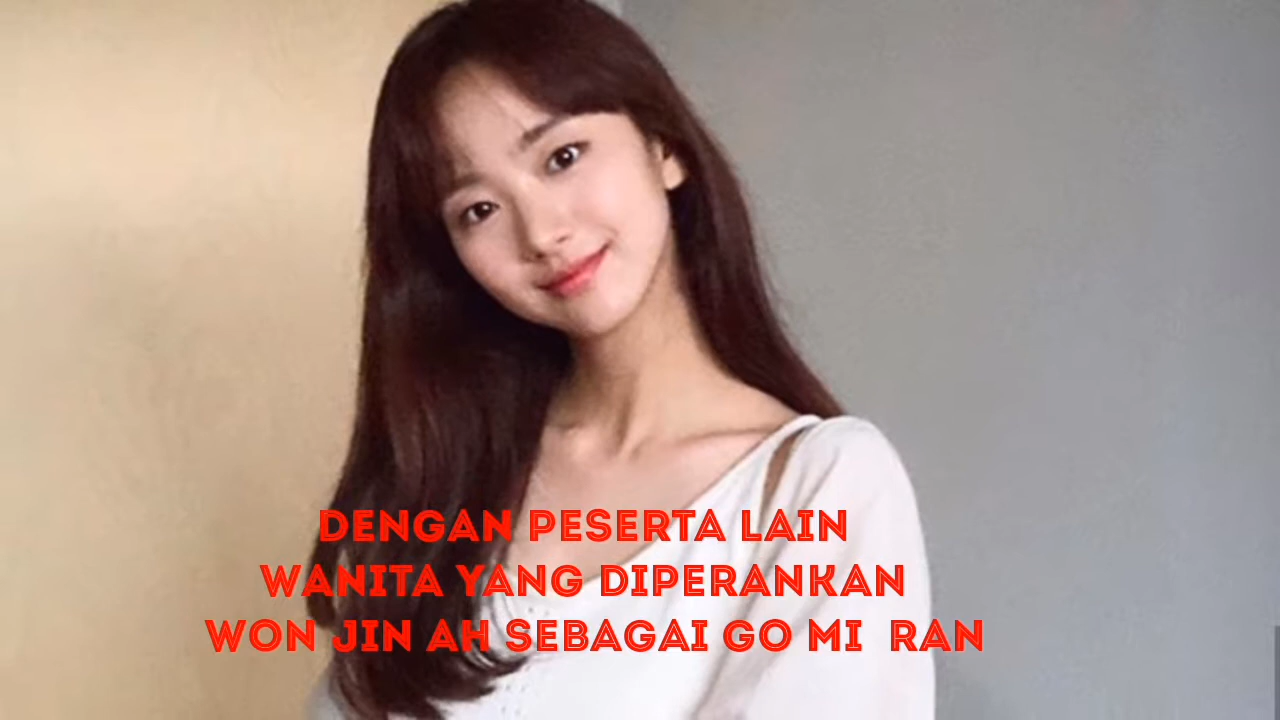 DENGAN PESERTA LAIN
WANITA YANG DIPERANKAN
WON JIN AH SEBAGAI GO MI RAN